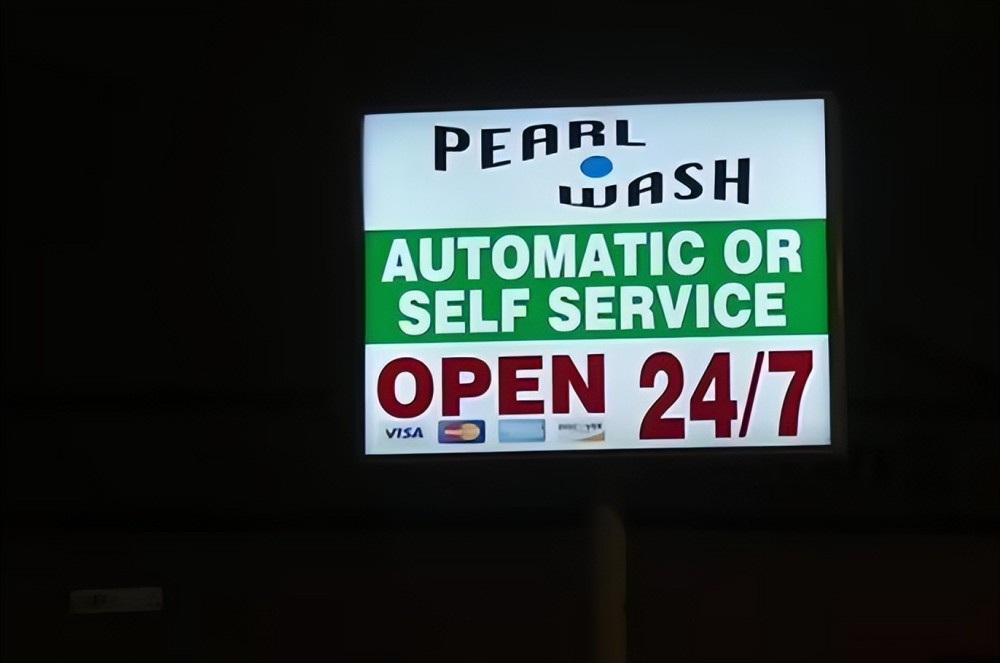 PEARL
WASH
AUTOMATIC OR
SELF SERVICE
OPEN 24/7
VISA